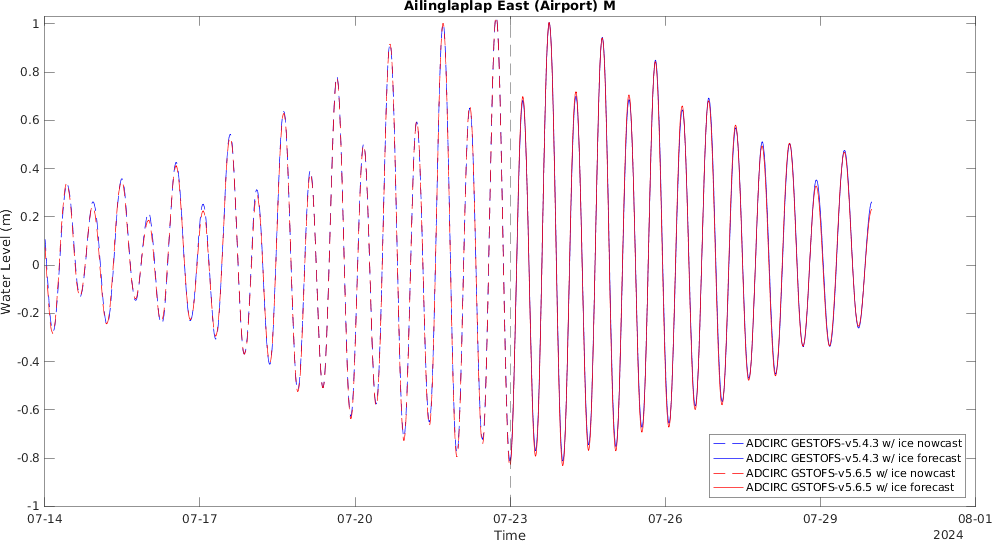 Ailinglaplap East (Airport) M
Water Level (m)
1
0.8
0.6
0.4
0.2
0
-0.2
-0.4
-0.6
-0.8
-1
07-14 07-17 07-20 07-23 07-26 07-29 08-01
Time
2024
ADCIRC GESTOFS-v5.4.3 w/ ice nowcast
ADCIRC GESTOFS-v5.4.3 w/ ice forecast
ADCIRC GSTOFS-v5.6.5 w/ ice nowcast
ADCIRC GSTOFS-v5.6.5 w/ ice forecast